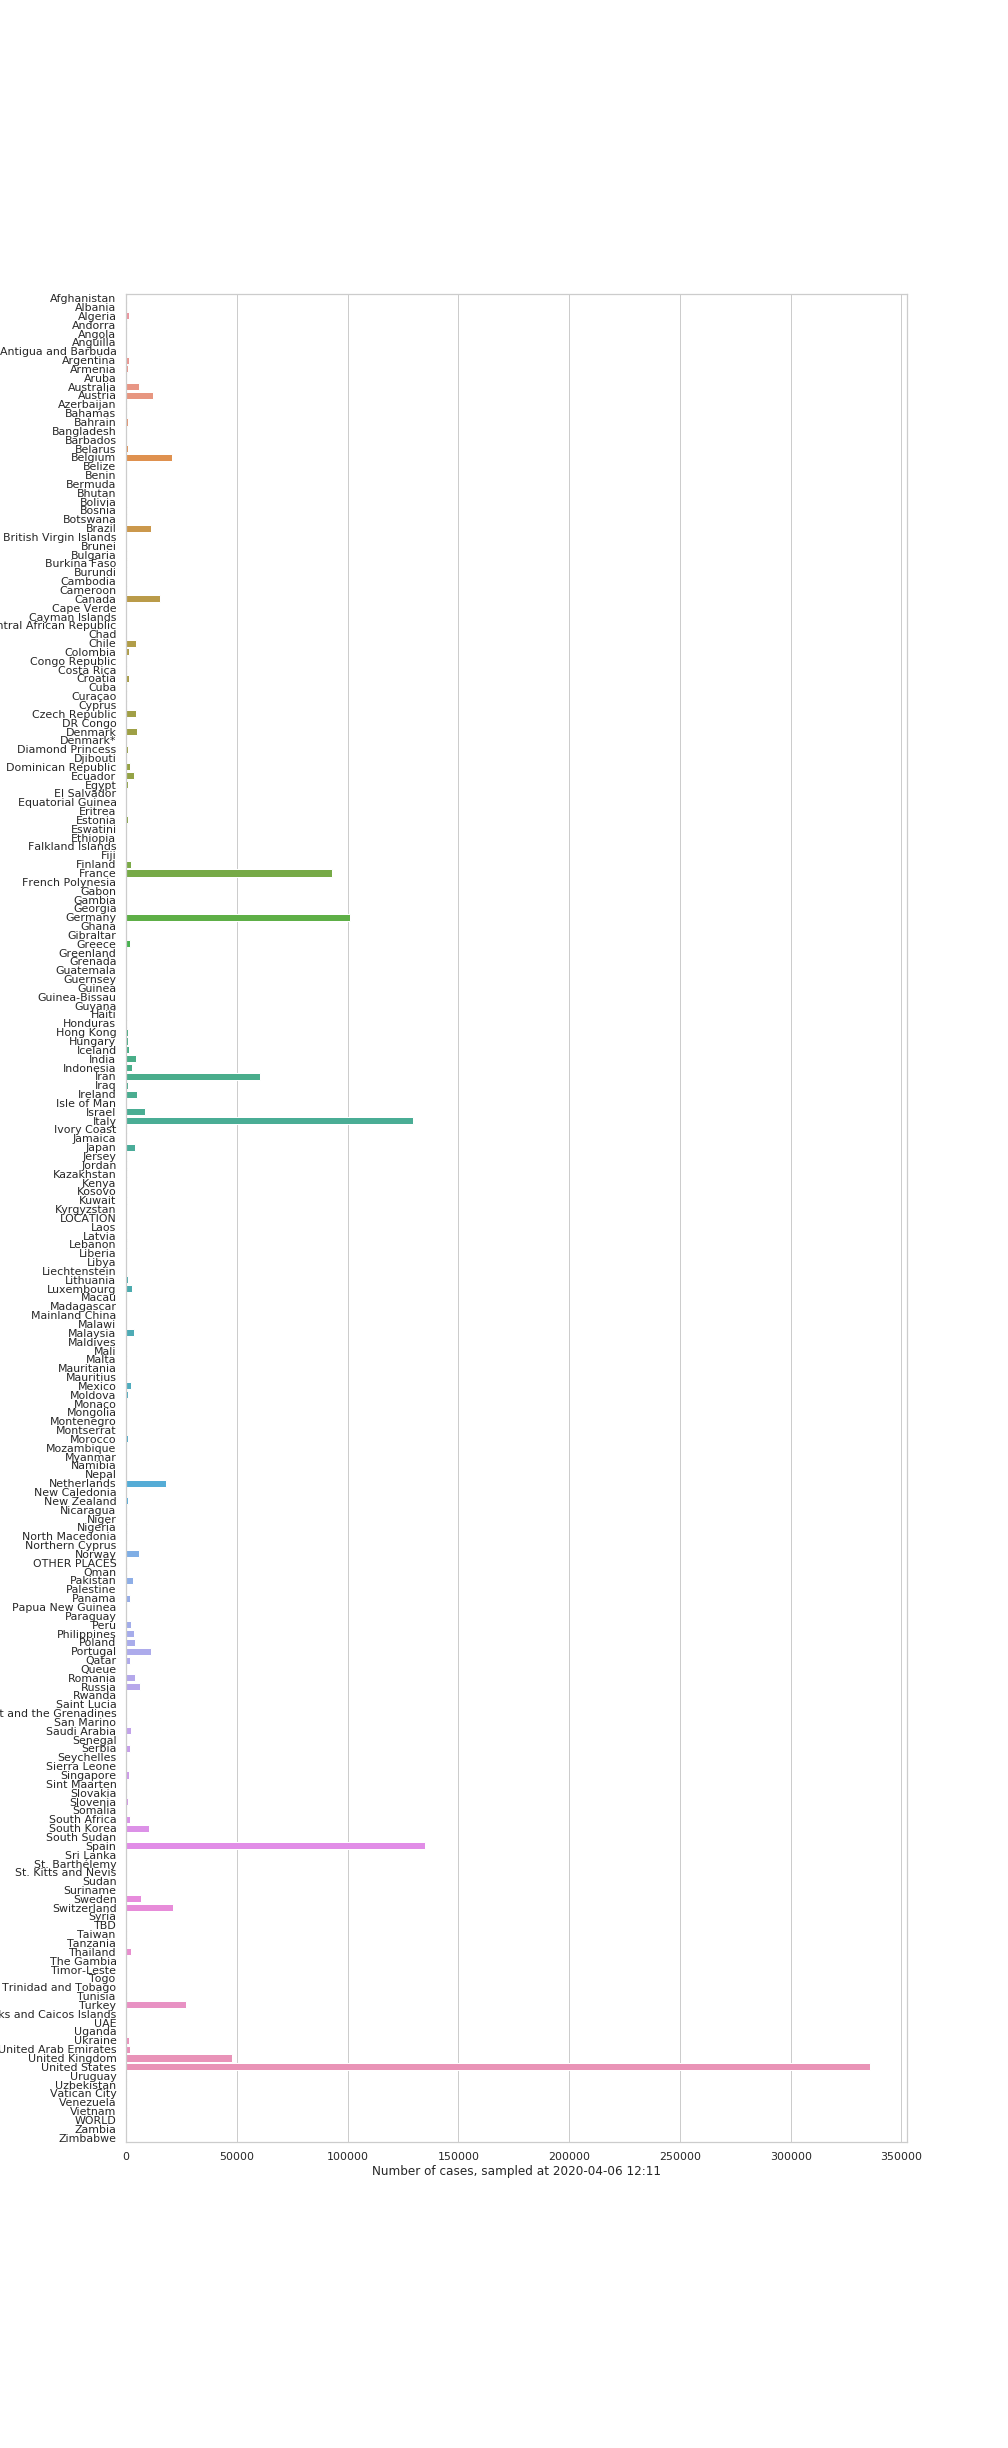 Afghanistan
Albania
Algeria
Andorra
Angola
Anguilla
Antigua and Barbuda
Argentina
Armenia
Aruba
Australia
Austria
Azerbaijan
Bahamas
Bahrain
Bangladesh
Barbados
Belarus
Belgium
Belize
Benin
Bermuda
Bhutan
Bolivia
Bosnia
Botswana
Brazil
British Virgin Islands
Brunei
Bulgaria
Burkina Faso
Burundi
Cambodia
Cameroon
Canada
Cape Verde
Cayman Islands
ntral African Republic
Chad
Chile
Colombia
Congo Republic
Costa Rica
Croatia
Cuba
Curaçao
Cyprus
Czech Republic
DR Congo
Denmark
Denmark*
Diamond Princess
Djibouti
Dominican Republic
Ecuador
Egypt
El Salvador
Equatorial Guinea
Eritrea
Estonia
Eswatini
Ethiopia
Falkland Islands
Fiji
Finland
France
French Polynesia
Gabon
Gambia
Georgia
Germany
Ghana
Gibraltar
Greece
Greenland
Grenada
Guatemala
Guernsey
Guinea
Guinea-Bissau
Guyana
Haiti
Honduras
Hong Kong
Hungary
Iceland
India
Indonesia
Iran
Iraq
Ireland
Isle of Man
Israel
Italy
Ivory Coast
Jamaica
Japan
Jersey
Jordan
Kazakhstan
Kenya
Kosovo
Kuwait
Kyrgyzstan
LOCATION
Laos
Latvia
Lebanon
Liberia
Libya
Liechtenstein
Lithuania
Luxembourg
Macau
Madagascar
Mainland China
Malawi
Malaysia
Maldives
Mali
Malta
Mauritania
Mauritius
Mexico
Moldova
Monaco
Mongolia
Montenegro
Montserrat
Morocco
Mozambique
Myanmar
Namibia
Nepal
Netherlands
New Caledonia
New Zealand
Nicaragua
Niger
Nigeria
North Macedonia
Northern Cyprus
Norway
OTHER PLACES
Oman
Pakistan
Palestine
Panama
Papua New Guinea
Paraguay
Peru
Philippines
Poland
Portugal
Qatar
Queue
Romania
Russia
Rwanda
Saint Lucia
t and the Grenadines
San Marino
Saudi Arabia
Senegal
Serbia
Seychelles
Sierra Leone
Singapore
Sint Maarten
Slovakia
Slovenia
Somalia
South Africa
South Korea
South Sudan
Spain
Sri Lanka
St. Barthélemy
St. Kitts and Nevis
Sudan
Suriname
Sweden
Switzerland
Syria
TBD
Taiwan
Tanzania
Thailand
The Gambia
Timor-Leste
Togo
Trinidad and Tobago
Tunisia
Turkey
ks and Caicos Islands
UAE
Uganda
Ukraine
United Arab Emirates
United Kingdom
United States
Uruguay
Uzbekistan
Vatican City
Venezuela
Vietnam
WORLD
Zambia
Zimbabwe
0 50000 100000 150000 200000 250000 300000 350000
Number of cases, sampled at 2020-04-06 12:11